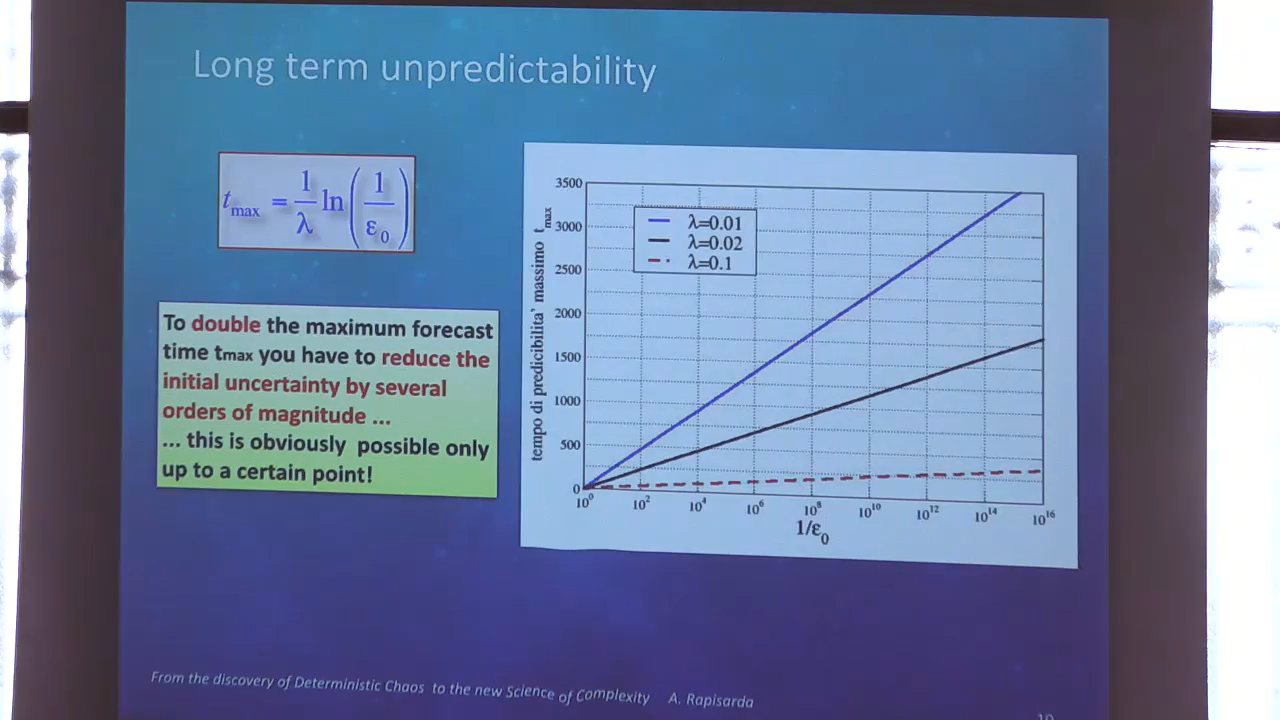 Long term unpredictability
t_max = 1/λ ln(1/ε₀)
To double the maximum forecast
time tmax you have to reduce the
initial uncertainty by several
orders of magnitude ...
... this is obviously possible only
up to a certain point!
tempo di predicibilita' massimo t_max
3500
3000
2500
2000
1500
1000
500
0
λ=0.01
λ=0.02
λ=0.1
10⁰ 10² 10⁴ 10⁶ 10⁸ 10¹⁰ 10¹² 10¹⁴ 10¹⁶
1/ε₀
From the discovery of Deterministic Chaos to the new Science of Complexity A. Rapisarda